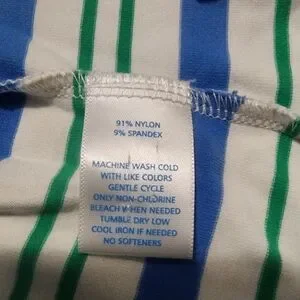 91% NYLON
9% SPANDEX
MACHINE WASH COLD
WITH LIKE COLORS
GENTLE CYCLE
ONLY NON-CHLORINE
BLEACH WHEN NEEDED
TUMBLE DRY LOW
COOL IRON IF NEEDED
NO SOFTENERS